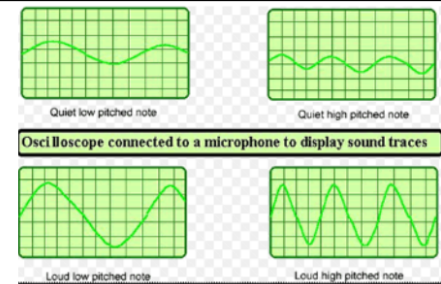 Quiet low pitched note
Quiet high pitched note
Oscilloscope connected to a microphone to display sound traces
Loud low pitched note
Loud high pitched note